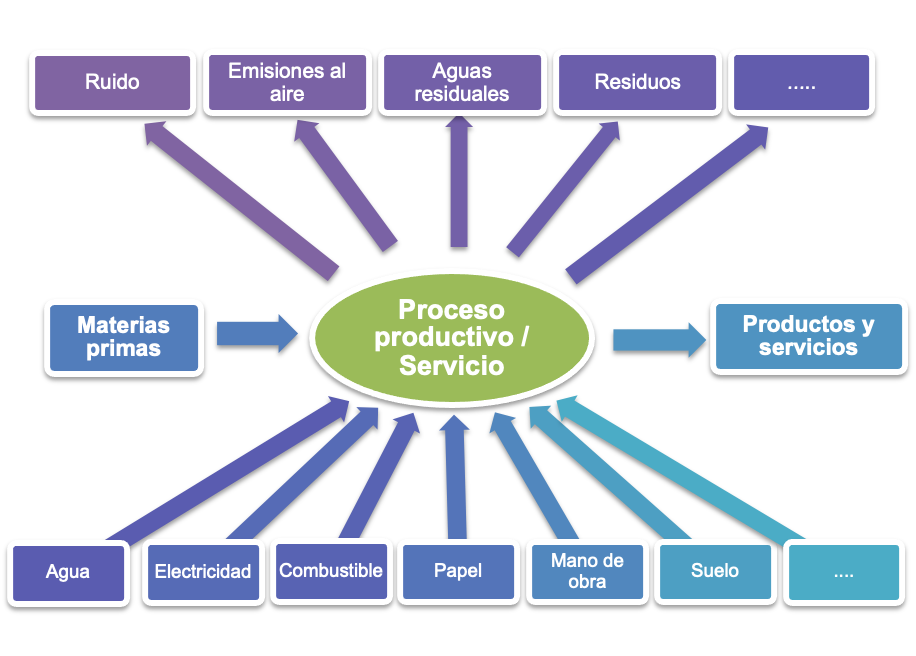 Ruido
Emisiones al
aire
Aguas
residuales
Residuos
.....
Materias
primas
Proceso
productivo /
Servicio
Productos y
servicios
Agua
Electricidad
Combustible
Papel
Mano de
obra
Suelo
....